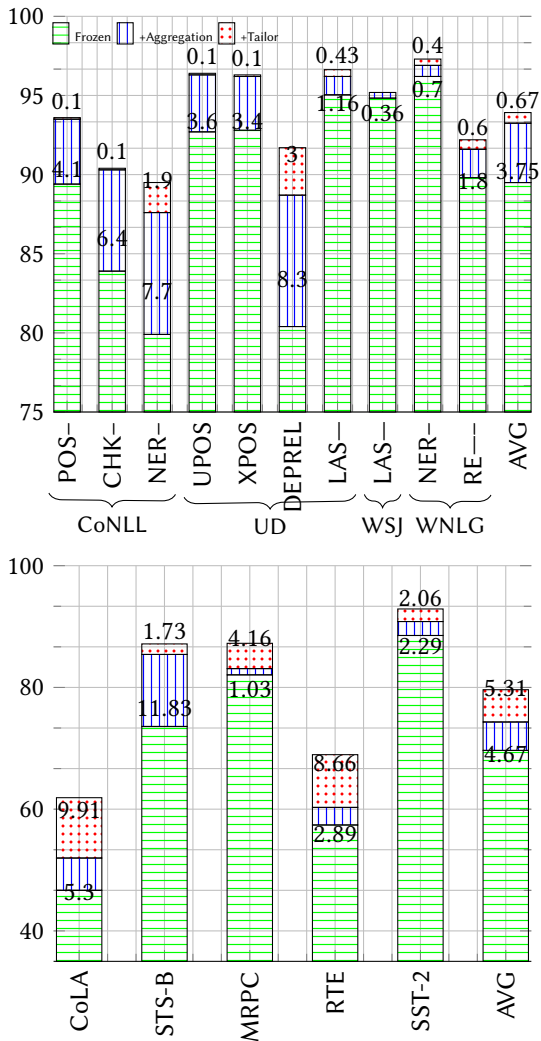 100
95
90
85
80
75
Frozen
+Aggregation
+Tailor
0.1
4.1
0.1
6.4
1.9
7.7
0.1
3.6
0.1
3.4
3
8.3
0.43
1.16
0.36
0.4
0.7
0.6
1.8
0.67
3.75
POS-
CHK-
NER-
UPOS
XPOS
DEPREL
LAS—
LAS—
NER-
RE—–
AVG
CoNLL
UD
WSJ
WNLG
100
80
60
40
9.91
5.3
1.73
11.83
4.16
1.03
8.66
2.89
2.06
2.29
5.31
4.67
CoLA
STS-B
MRPC
RTE
SST-2
AVG